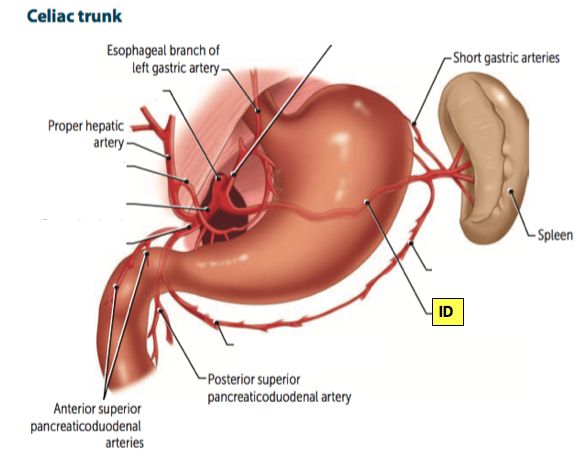 Celiac trunk
Esophageal branch of
left gastric artery
Short gastric arteries
Proper hepatic
artery
Spleen
ID
Posterior superior
pancreaticoduodenal artery
Anterior superior
pancreaticoduodenal
arteries